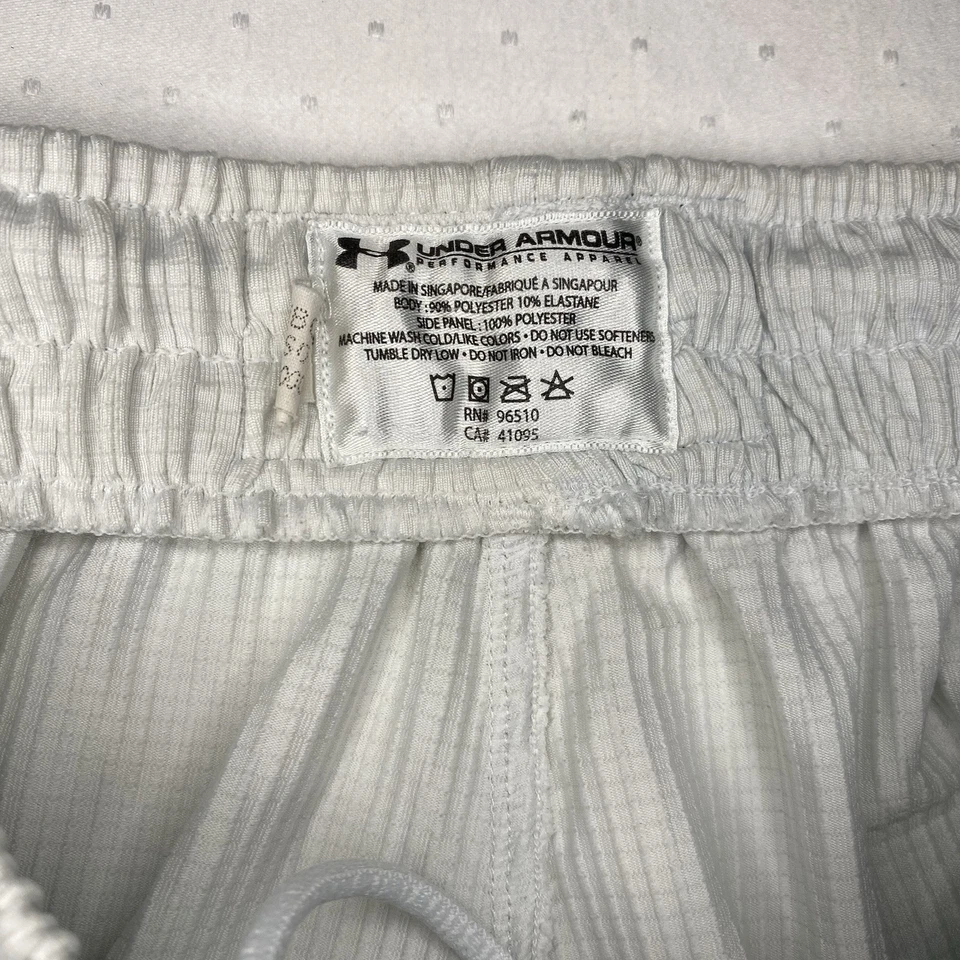 UNDER ARMOUR®
® PERFORMANCE APPAREL
MADE IN SINGAPORE/FABRIQUÉ A SINGAPOUR
BODY :90% POLYESTER 10% ELASTANE
SIDE PANEL : 100% POLYESTER
MACHINE WASH COLD/LIKE COLORS • DO NOT USE SOFTENERS
TUMBLE DRY LOW • DO NOT IRON • DO NOT BLEACH
RN# 96510
CA# 41095